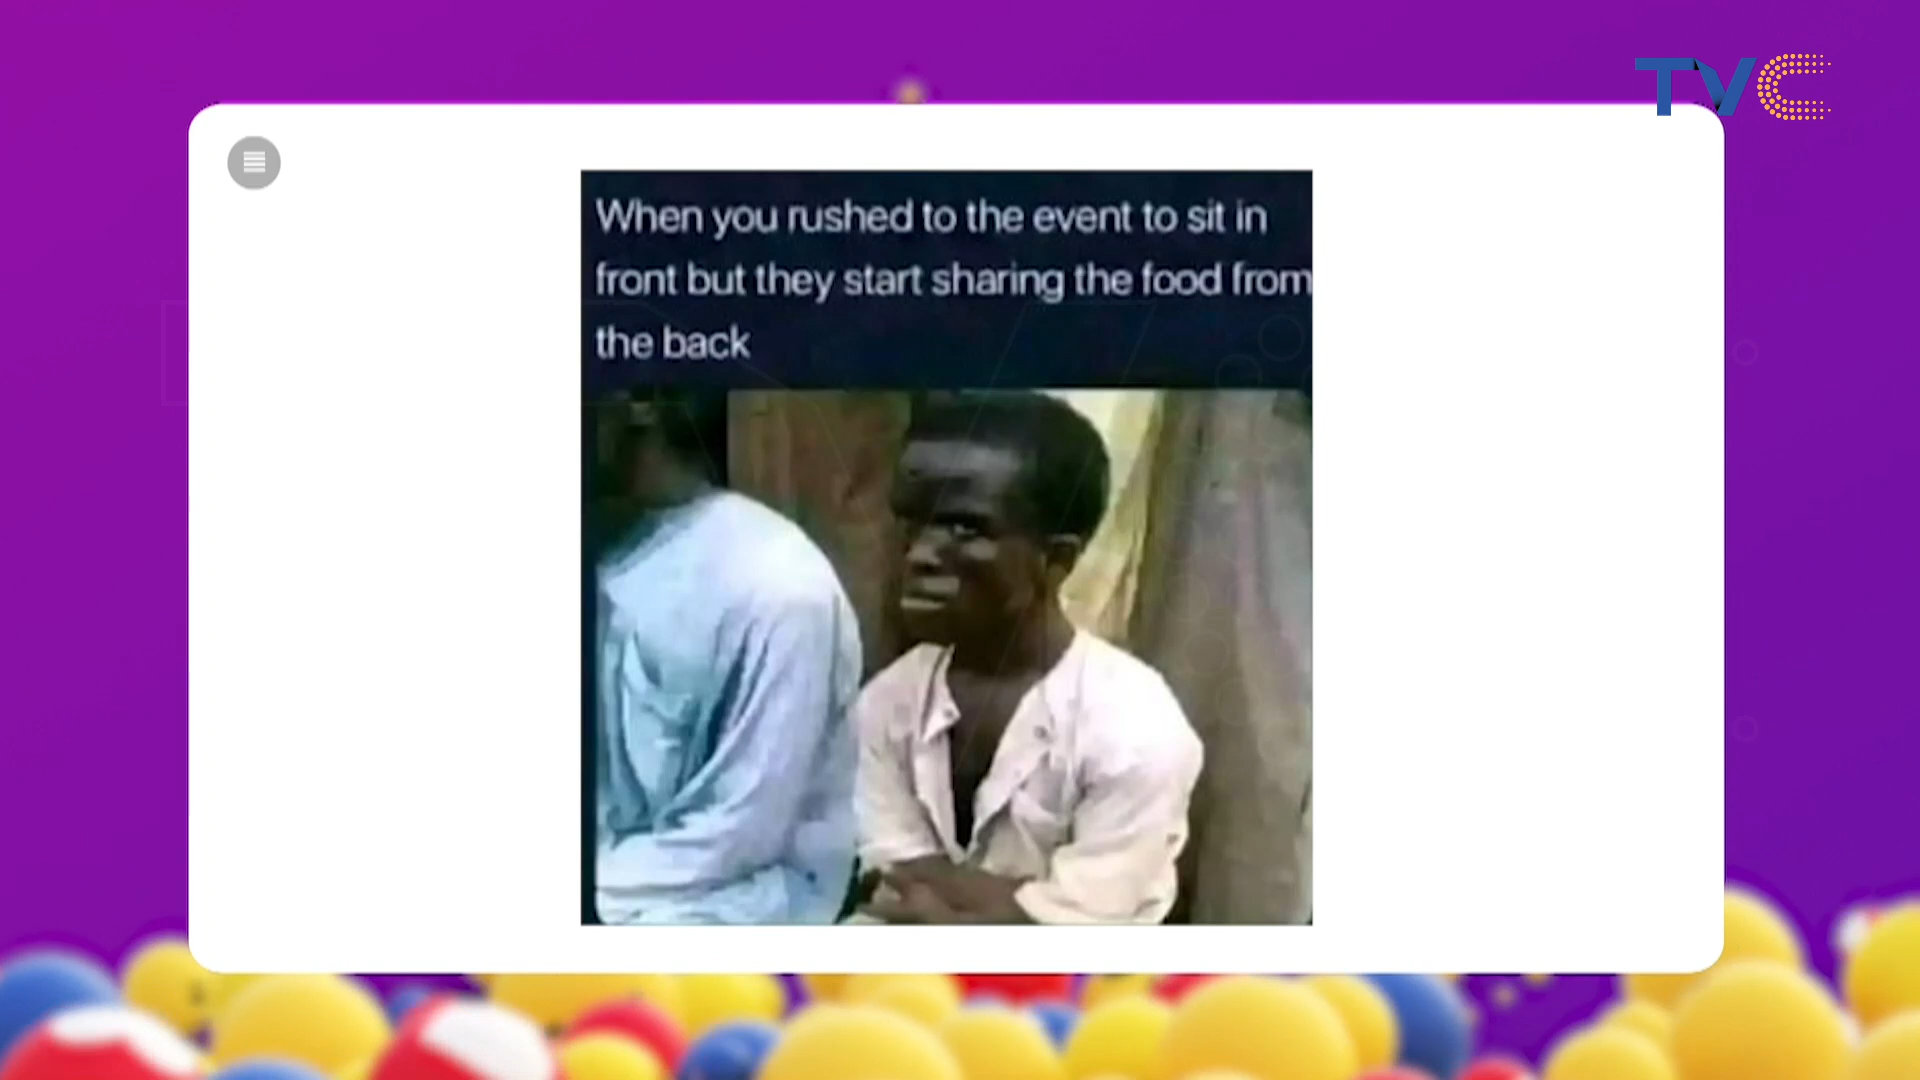 TVC
When you rushed to the event to sit in
front but they start sharing the food from
the back